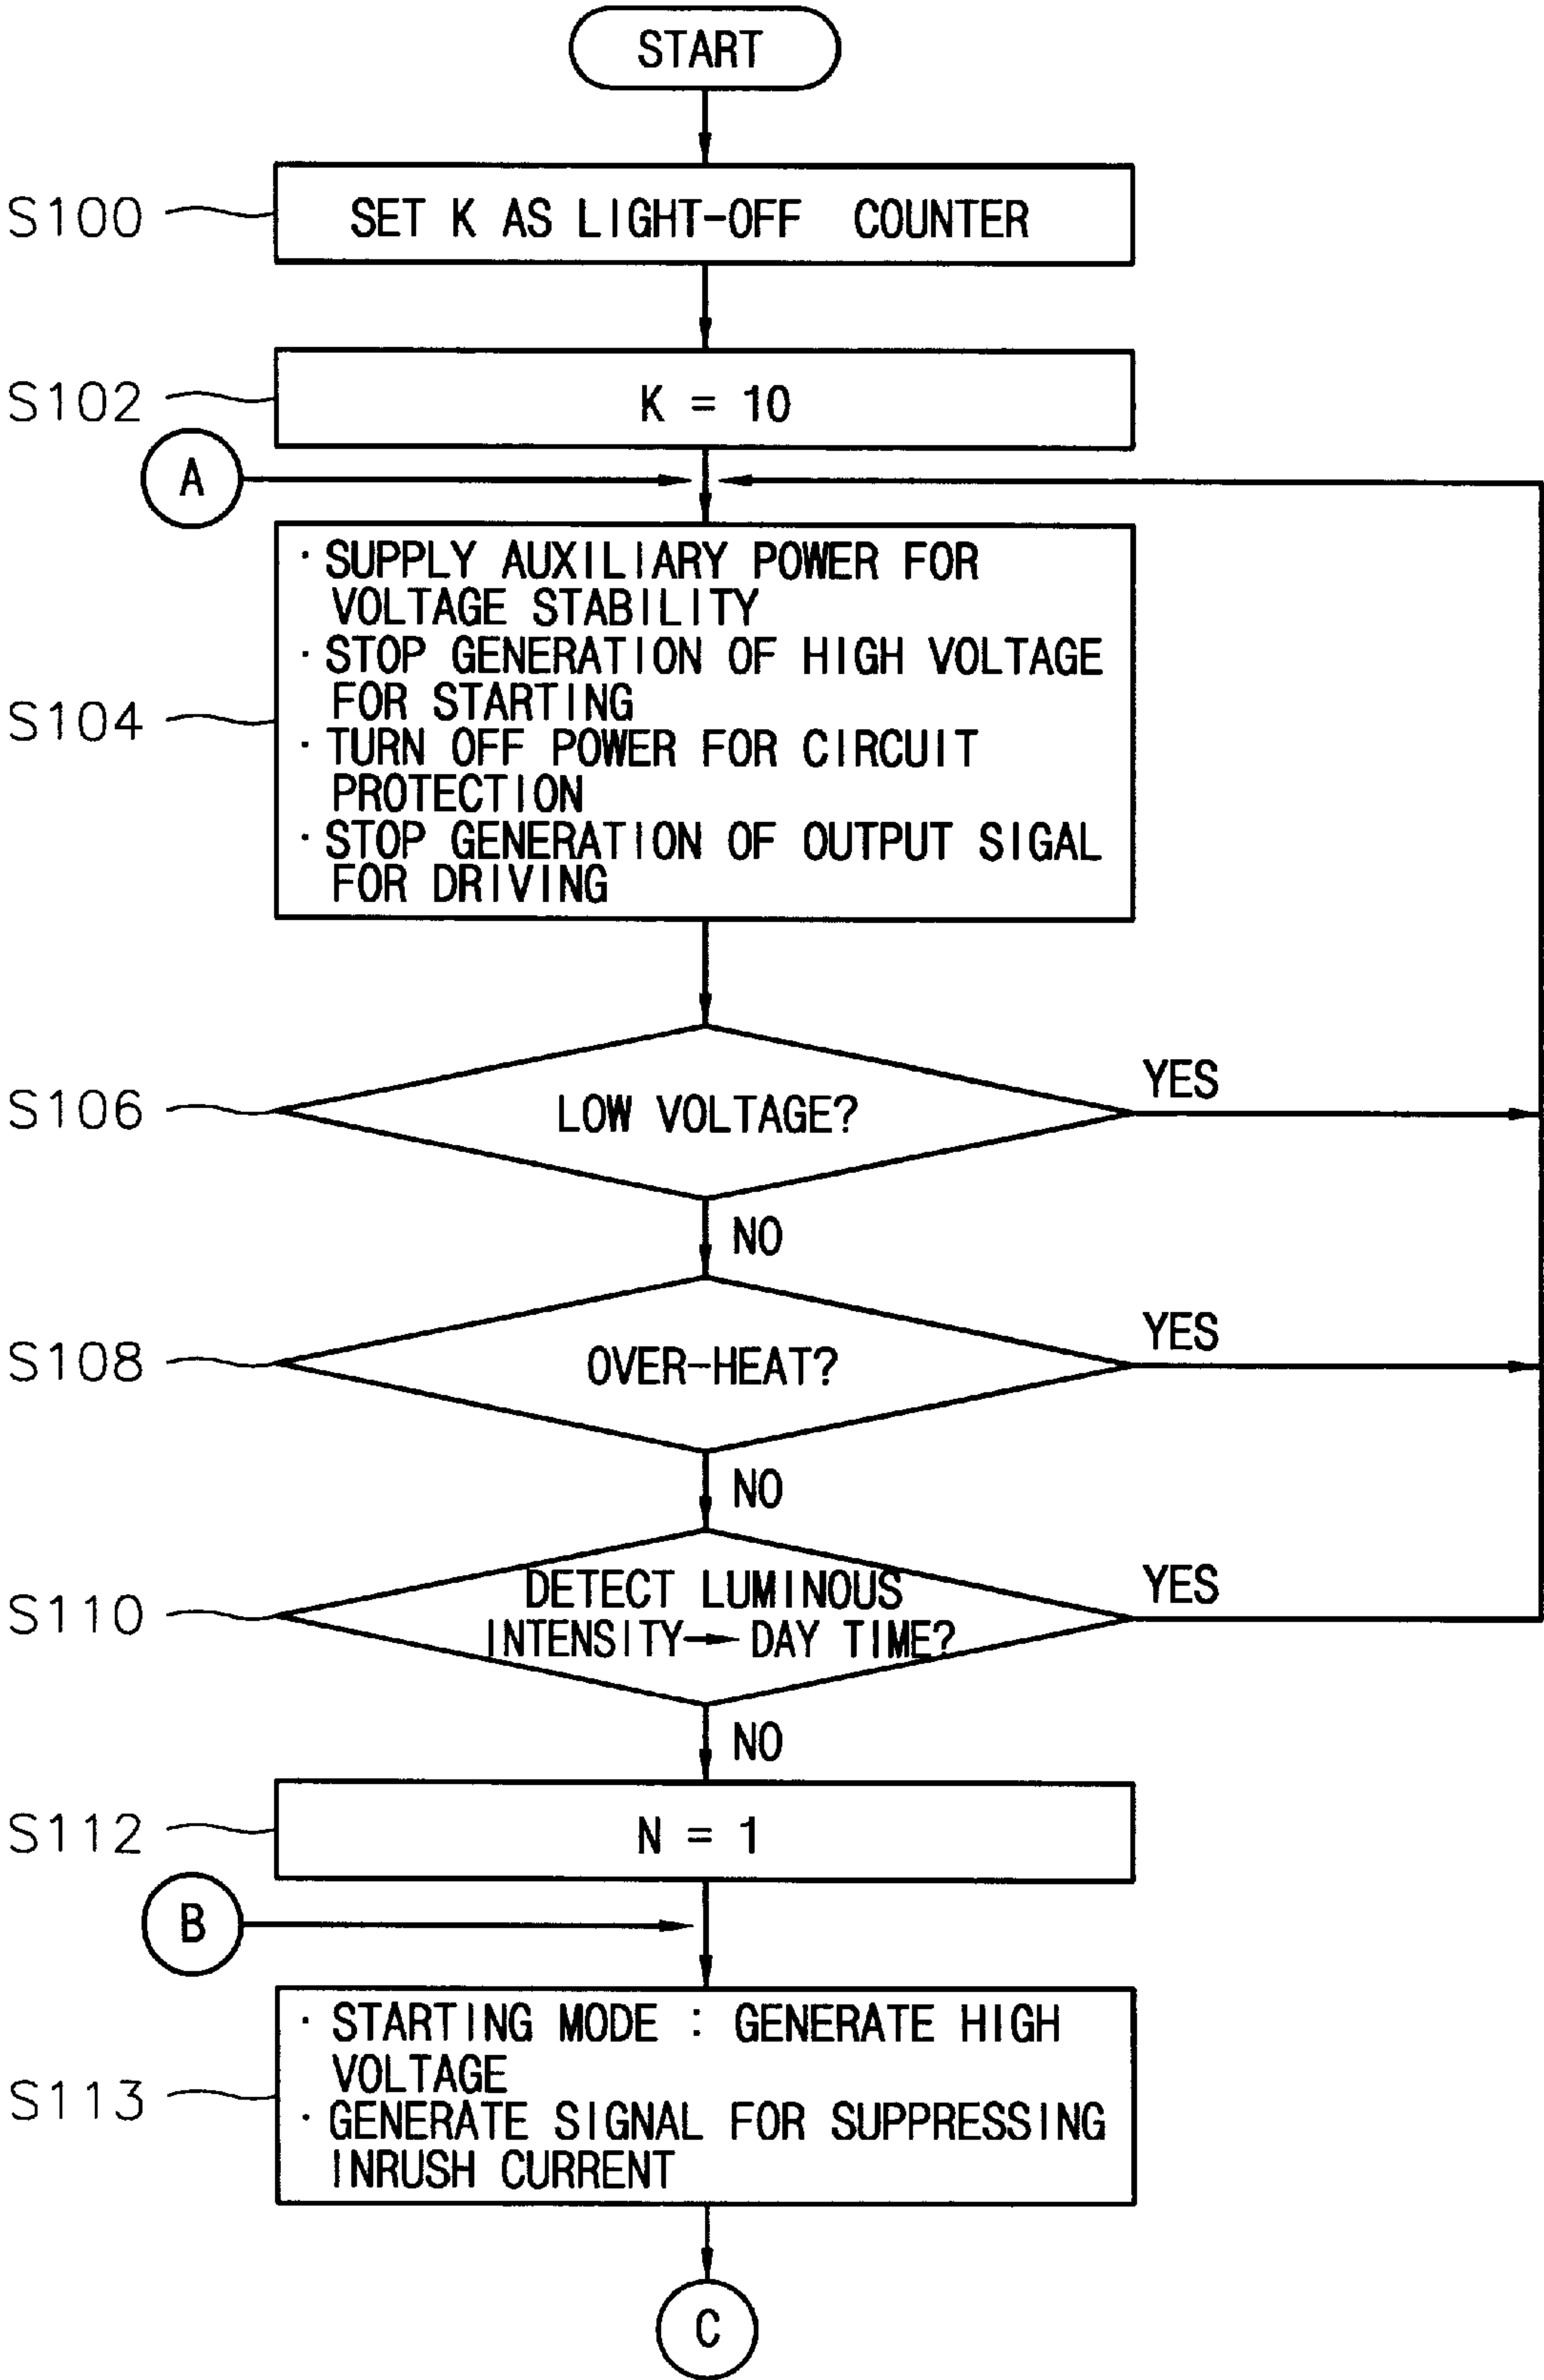 START
S100
SET K AS LIGHT-OFF COUNTER
S102
K = 10
A
S104
· SUPPLY AUXILIARY POWER FOR
VOLTAGE STABILITY
· STOP GENERATION OF HIGH VOLTAGE
FOR STARTING
· TURN OFF POWER FOR CIRCUIT
PROTECTION
· STOP GENERATION OF OUTPUT SIGAL
FOR DRIVING
S106
LOW VOLTAGE?
YES
NO
S108
OVER-HEAT?
YES
NO
S110
DETECT LUMINOUS
INTENSITY→ DAY TIME?
YES
NO
S112
N = 1
B
S113
· STARTING MODE : GENERATE HIGH
VOLTAGE
· GENERATE SIGNAL FOR SUPPRESSING
INRUSH CURRENT
C